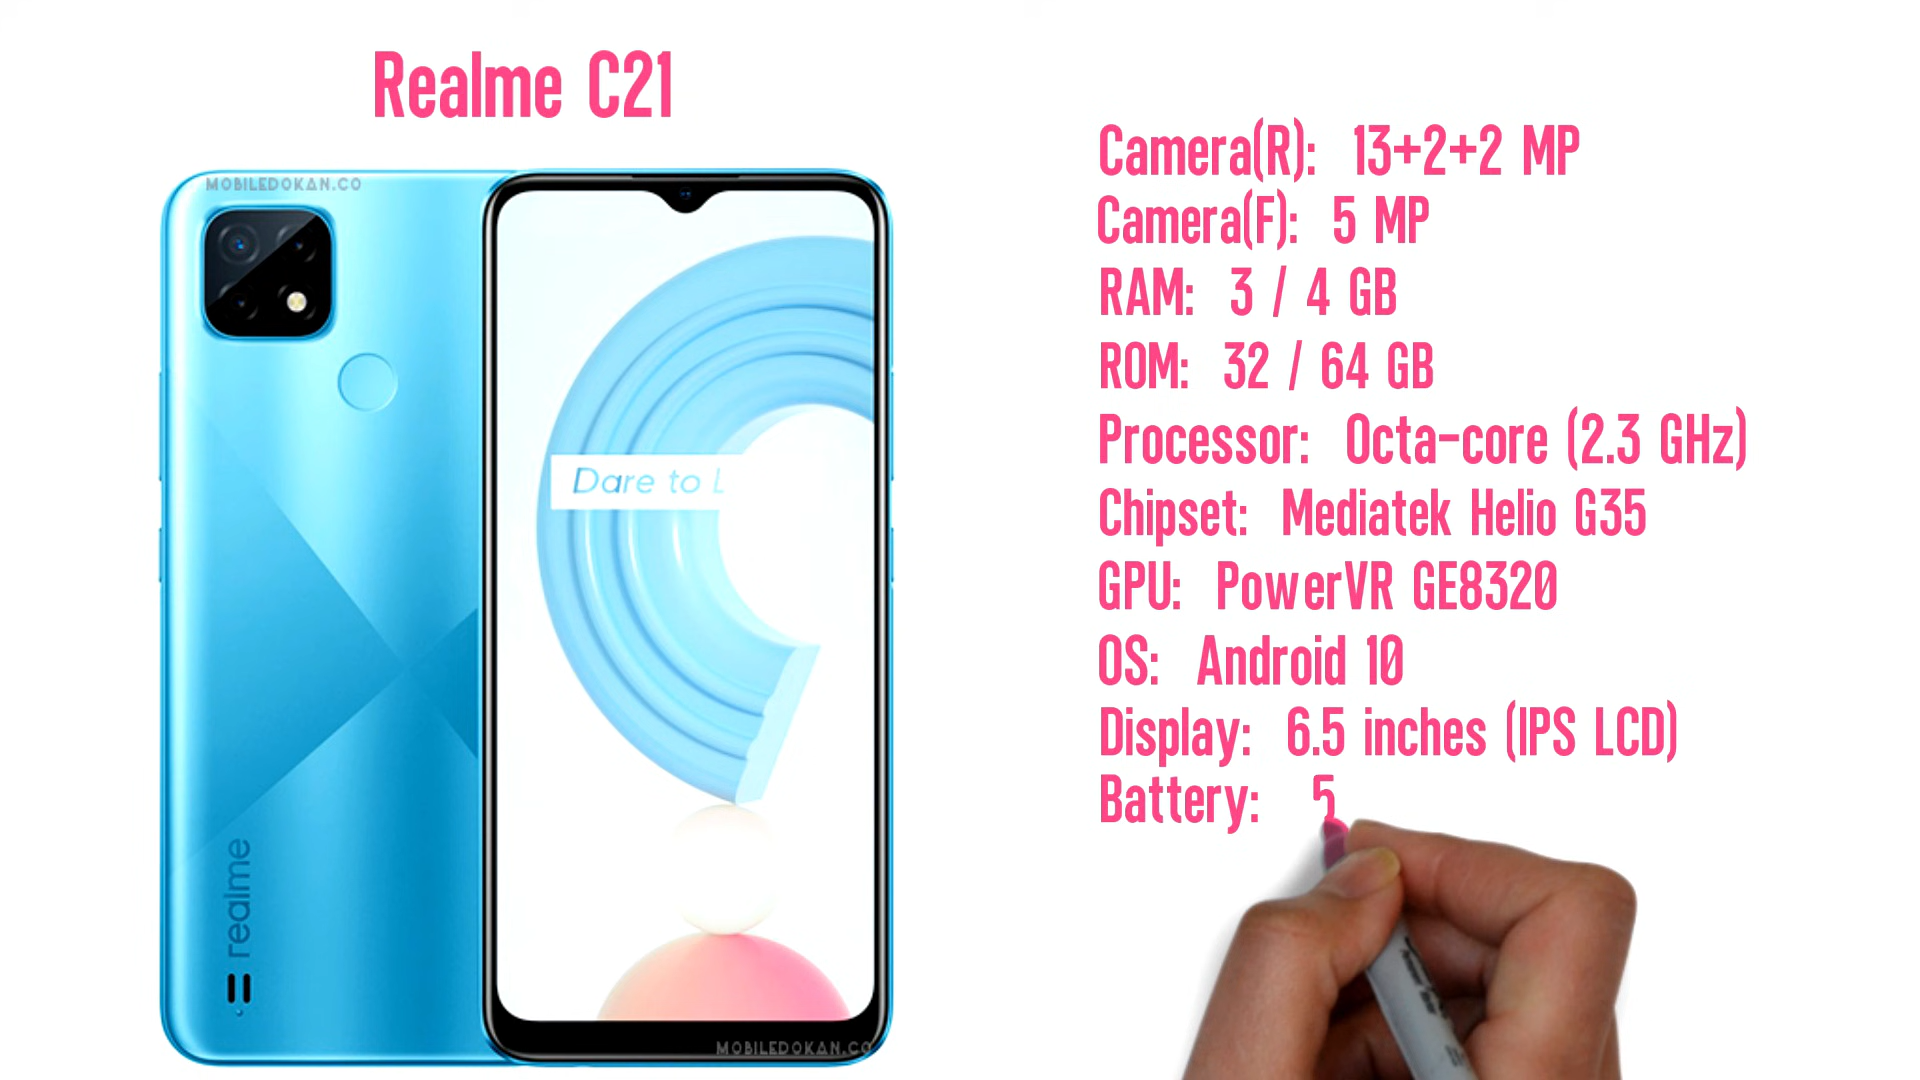 Realme C21
Camera(R): 13+2+2 MP
Camera(F): 5 MP
RAM: 3 / 4 GB
ROM: 32 / 64 GB
Processor: Octa-core (2.3 GHz)
Chipset: Mediatek Helio G35
GPU: PowerVR GE8320
OS: Android 10
Display: 6.5 inches (IPS LCD)
Battery: 5
MOBILEDOKAN.CO
Dare to L
realme
MOBILEDOKAN.CO